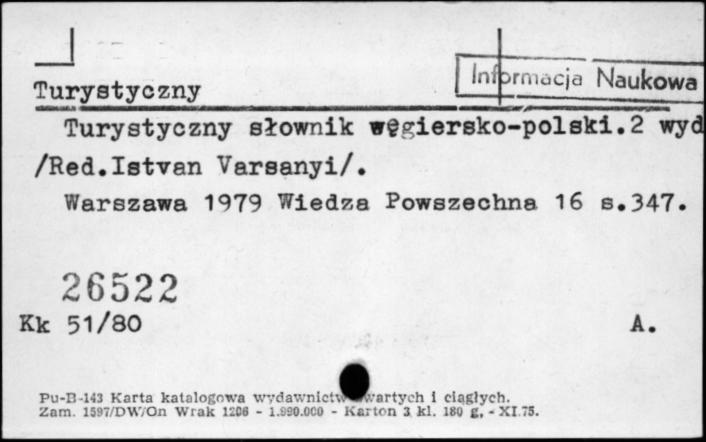 Informacja Naukowa
Turystyczny
Turystyczny słownik węgiersko-polski.2 wyd
/Red.Istvan Varsanyi/.
Warszawa 1979 Wiedza Powszechna 16 s.347.
26522
Kk 51/80
A.
Pu-B-143 Karta katalogowa wydawnictw zwartych i ciągłych.
Zam. 1597/DW/On Wrak 1206 - 1.990.000 - Karton 3 kl. 180 g, - XI.75.